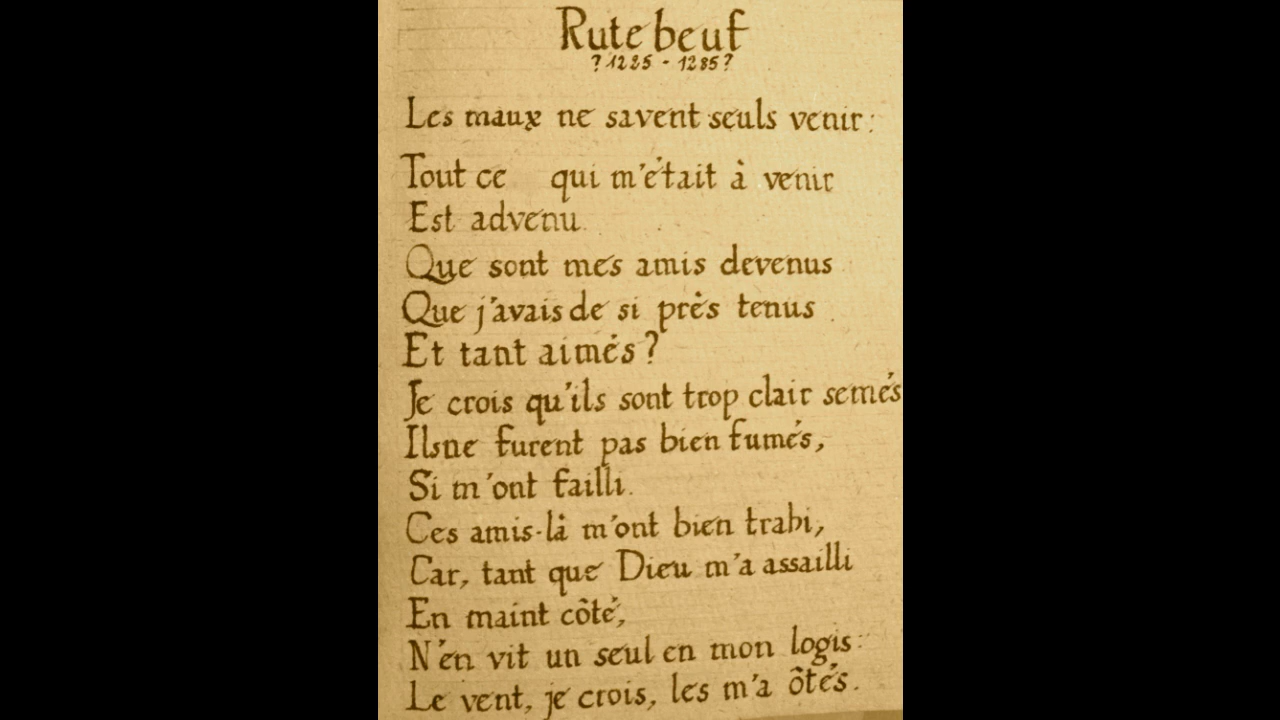 Rutebeuf
? 1225 - 1285 ?
Les maux ne savent seuls venir :
Tout ce qui m'était à venir
Est advenu.
Que sont mes amis devenus
Que j'avais de si près tenus
Et tant aimés ?
Je crois qu'ils sont trop clair semés
Ils ne furent pas bien fumés,
Si m'ont failli.
Ces amis-là m'ont bien trahi,
Car, tant que Dieu m'a assailli
En maint côté,
N'en vit un seul en mon logis :
Le vent, je crois, les m'a ôtés.